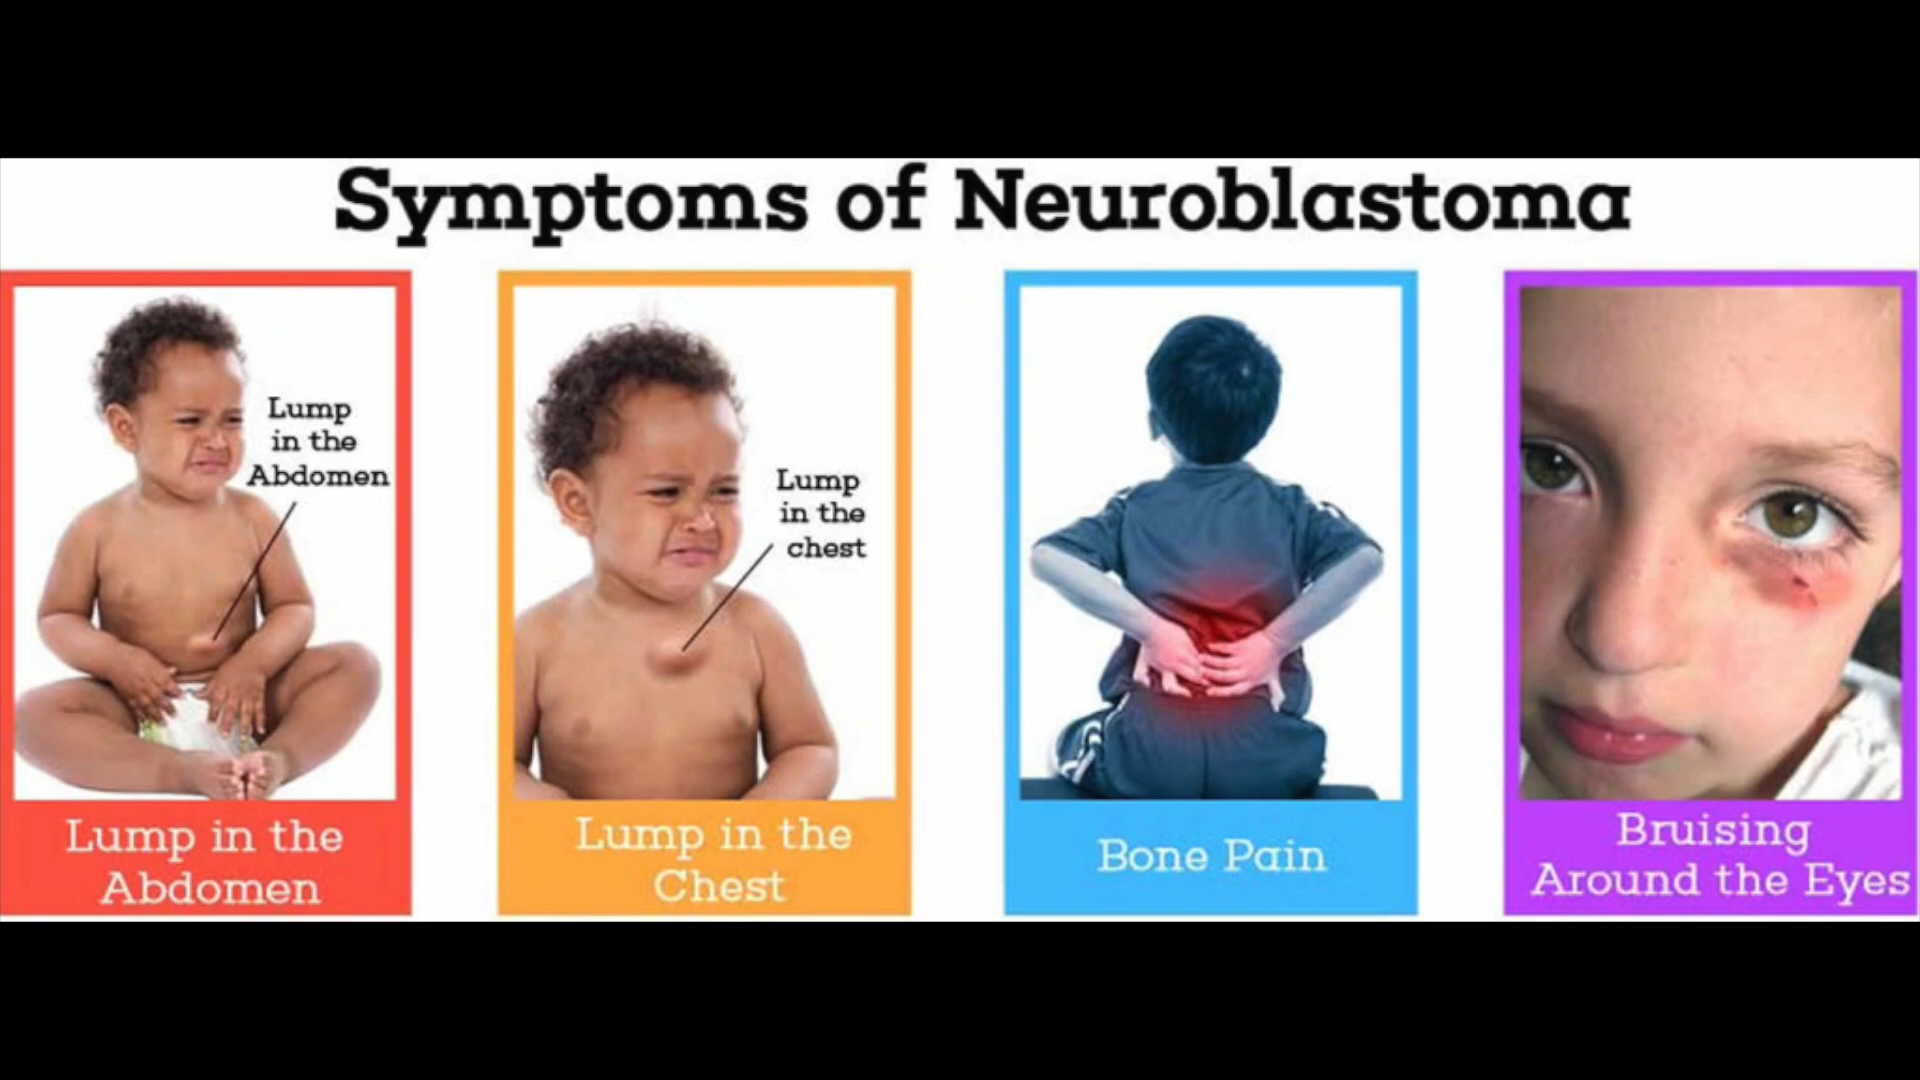 Symptoms of Neuroblastoma
Lump
in the
Abdomen
Lump in the
Abdomen
Lump
in the
chest
Lump in the
Chest
Bone Pain
Bruising
Around the Eyes